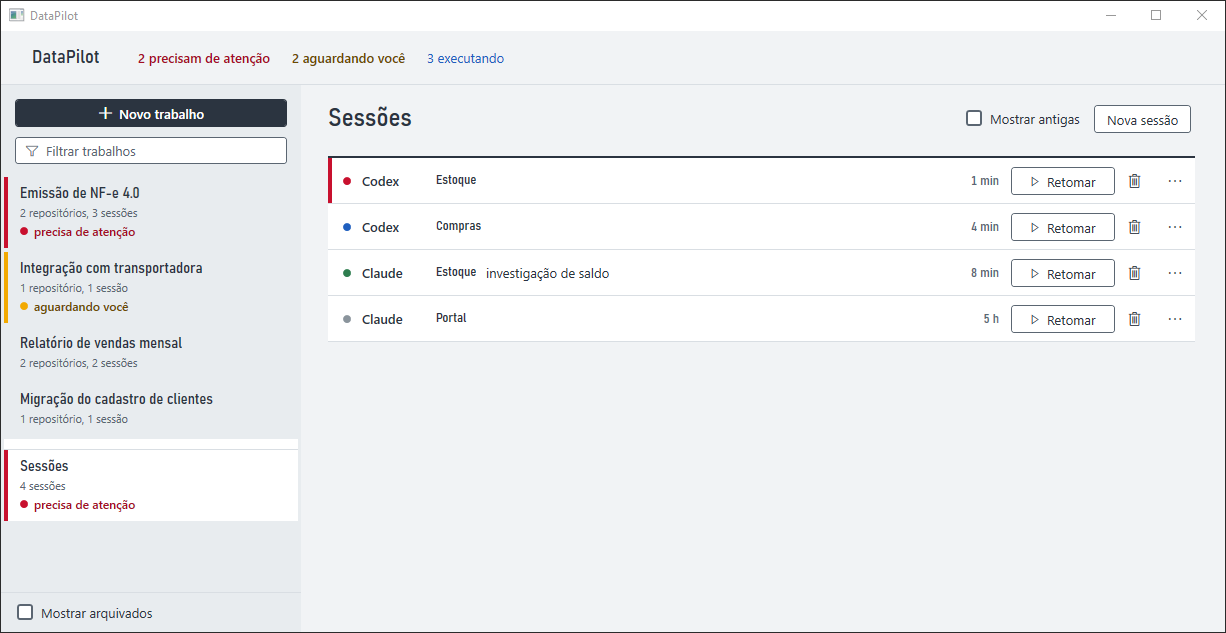 DataPilot
DataPilot
2 precisam de atenção
2 aguardando você
3 executando
Novo trabalho
Filtrar trabalhos
Emissão de NF-e 4.0
2 repositórios, 3 sessões
precisa de atenção
Integração com transportadora
1 repositório, 1 sessão
aguardando você
Relatório de vendas mensal
2 repositórios, 2 sessões
Migração do cadastro de clientes
1 repositório, 1 sessão
Sessões
4 sessões
precisa de atenção
Mostrar arquivados
Sessões
Mostrar antigas
Nova sessão
Codex Estoque 1 min Retomar ...
Codex Compras 4 min Retomar ...
Claude Estoque investigação de saldo 8 min Retomar ...
Claude Portal 5 h Retomar ...